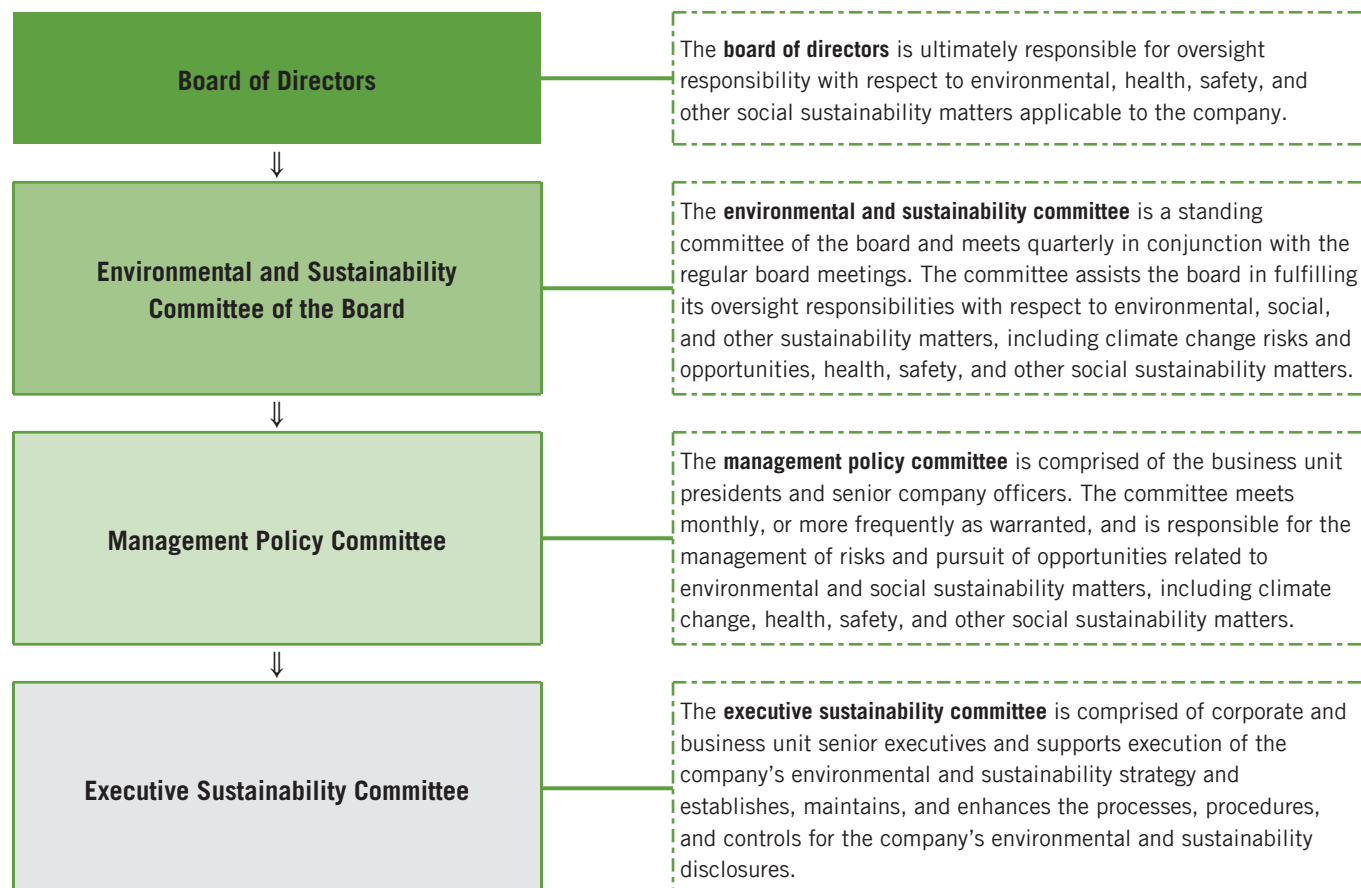 Board of Directors
The board of directors is ultimately responsible for oversight
responsibility with respect to environmental, health, safety, and
other social sustainability matters applicable to the company.
⇓
Environmental and Sustainability
Committee of the Board
The environmental and sustainability committee is a standing
committee of the board and meets quarterly in conjunction with the
regular board meetings. The committee assists the board in fulfilling
its oversight responsibilities with respect to environmental, social,
and other sustainability matters, including climate change risks and
opportunities, health, safety, and other social sustainability matters.
⇓
Management Policy Committee
The management policy committee is comprised of the business unit
presidents and senior company officers. The committee meets
monthly, or more frequently as warranted, and is responsible for the
management of risks and pursuit of opportunities related to
environmental and social sustainability matters, including climate
change, health, safety, and other social sustainability matters.
⇓
Executive Sustainability Committee
The executive sustainability committee is comprised of corporate and
business unit senior executives and supports execution of the
company’s environmental and sustainability strategy and
establishes, maintains, and enhances the processes, procedures,
and controls for the company’s environmental and sustainability
disclosures.